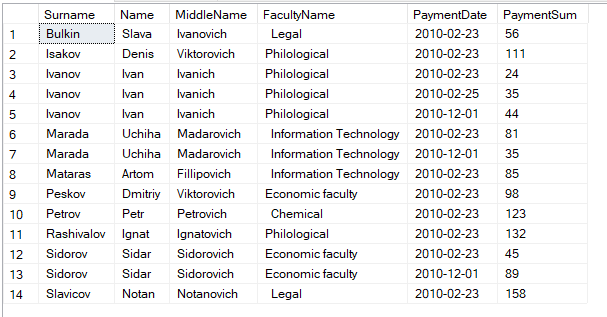 Surname Name MiddleName FacultyName PaymentDate PaymentSum
1 Bulkin Slava Ivanovich Legal 2010-02-23 56
2 Isakov Denis Viktorovich Philological 2010-02-23 111
3 Ivanov Ivan Ivanich Philological 2010-02-23 24
4 Ivanov Ivan Ivanich Philological 2010-02-25 35
5 Ivanov Ivan Ivanich Philological 2010-12-01 44
6 Marada Uchiha Madarovich Information Technology 2010-02-23 81
7 Marada Uchiha Madarovich Information Technology 2010-12-01 35
8 Mataras Artom Fillipovich Information Technology 2010-02-23 85
9 Peskov Dmitriy Viktorovich Economic faculty 2010-02-23 98
10 Petrov Petr Petrovich Chemical 2010-02-23 123
11 Rashivalov Ignat Ignatovich Philological 2010-02-23 132
12 Sidorov Sidar Sidorovich Economic faculty 2010-02-23 45
13 Sidorov Sidar Sidorovich Economic faculty 2010-12-01 89
14 Slavicov Notan Notanovich Legal 2010-02-23 158